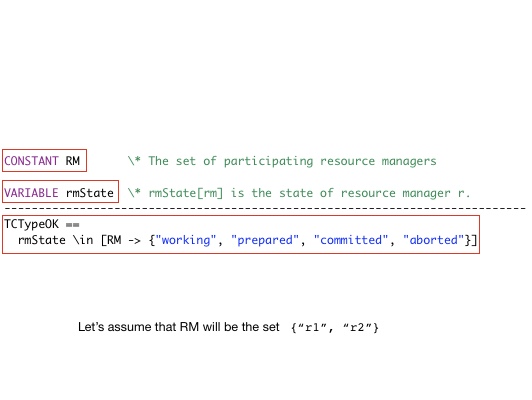 CONSTANT RM \* The set of participating resource managers
VARIABLE rmState \* rmState[rm] is the state of resource manager r.
TCTypeOK ==
rmState \in [RM -> {"working", "prepared", "committed", "aborted"}]
Let's assume that RM will be the set {“r1”, “r2”}